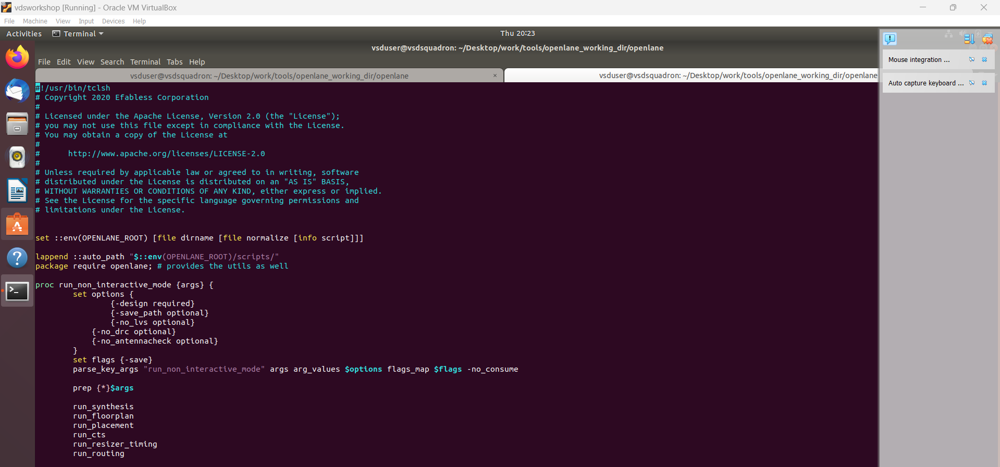 vdsworkshop [Running] - Oracle VM VirtualBox
File Machine View Input Devices Help
Activities Terminal Thu 20:23
vsduser@vsdsquadron: ~/Desktop/work/tools/openlane_working_dir/openlane
File Edit View Search Terminal Tabs Help
vsduser@vsdsquadron: ~/Desktop/work/tools/openlane_working_dir/openlane × vsduser@vsdsquadron: ~/Desktop/work/tools/openlane_working_dir/openlane
Mouse integration ...
Auto capture keyboard ...
#!/usr/bin/tclsh
# Copyright 2020 Efabless Corporation
#
# Licensed under the Apache License, Version 2.0 (the "License");
# you may not use this file except in compliance with the License.
# You may obtain a copy of the License at
#
#      http://www.apache.org/licenses/LICENSE-2.0
#
# Unless required by applicable law or agreed to in writing, software
# distributed under the License is distributed on an "AS IS" BASIS,
# WITHOUT WARRANTIES OR CONDITIONS OF ANY KIND, either express or implied.
# See the License for the specific language governing permissions and
# limitations under the License.
set ::env(OPENLANE_ROOT) [file dirname [file normalize [info script]]]
lappend ::auto_path "$::env(OPENLANE_ROOT)/scripts/"
package require openlane; # provides the utils as well
proc run_non_interactive_mode {args} {
        set options {
                {-design required}
                {-save_path optional}
                {-no_lvs optional}
            {-no_drc optional}
            {-no_antennacheck optional}
        }
        set flags {-save}
        parse_key_args "run_non_interactive_mode" args arg_values $options flags_map $flags -no_consume
        prep {*}$args
        run_synthesis
        run_floorplan
        run_placement
        run_cts
        run_resizer_timing
        run_routing